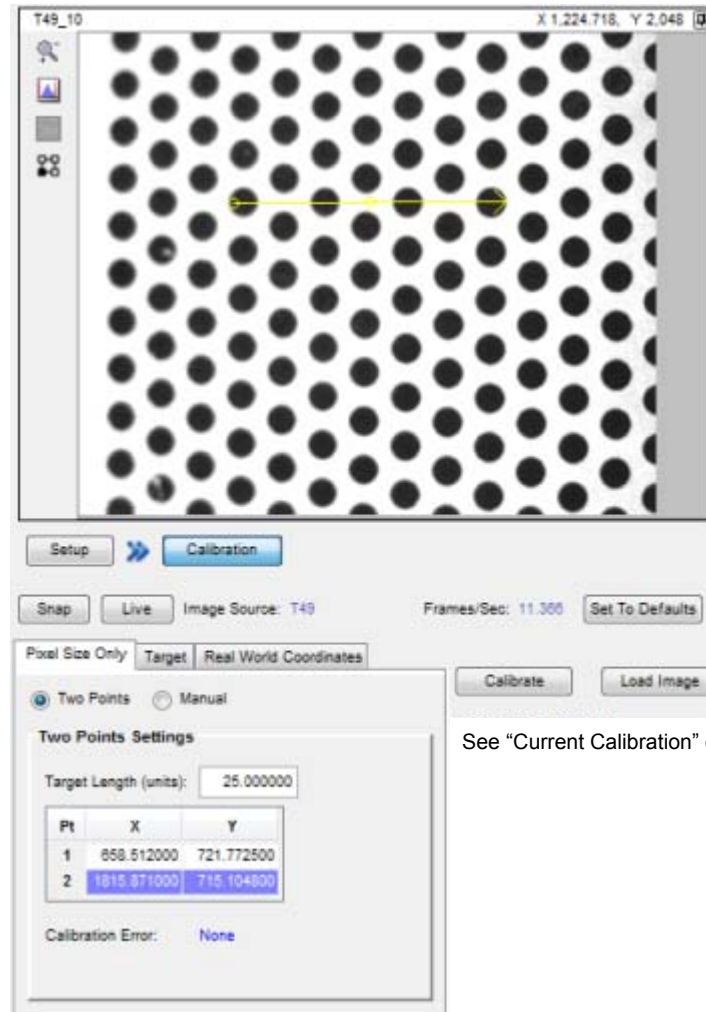 T49_10 X 1,224.718, Y 2,048
Setup Calibration
Snap Live Image Source: T49 Frames/Sec: 11.366 Set To Defaults
Pixel Size Only Target Real World Coordinates
Calibrate Load Image
Two Points Manual
Two Points Settings
See “Current Calibration”
Target Length (units): 25.000000
Pt X Y
1 658.512000 721.772500
2 1815.871000 715.104800
Calibration Error: None